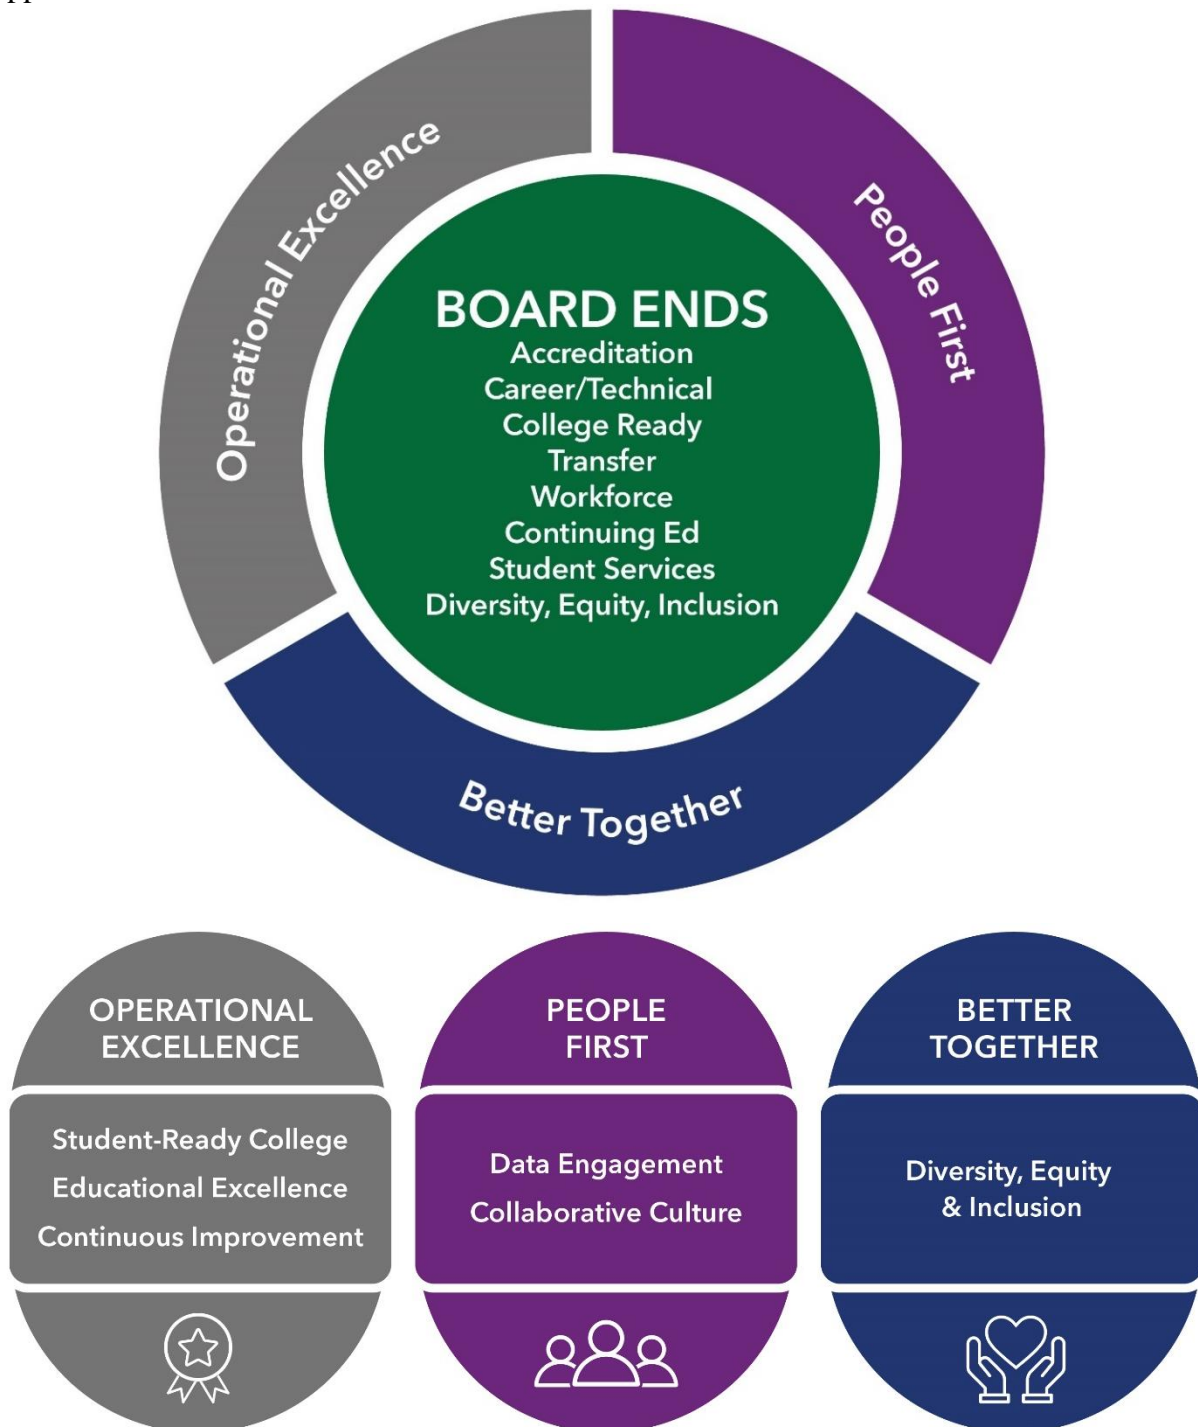 Operational Excellence
People First
BOARD ENDS
Accreditation
Career/Technical
College Ready
Transfer
Workforce
Continuing Ed
Student Services
Diversity, Equity, Inclusion
Better Together
OPERATIONAL
EXCELLENCE
Student-Ready College
Educational Excellence
Continuous Improvement
PEOPLE
FIRST
Data Engagement
Collaborative Culture
BETTER
TOGETHER
Diversity, Equity
& Inclusion